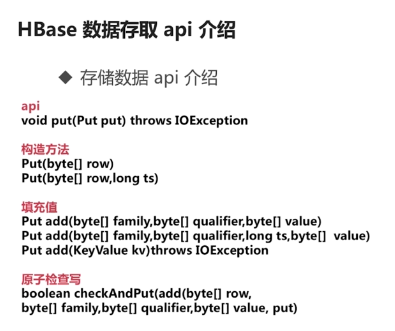 HBase 数据存取 api 介绍
◆ 存储数据 api 介绍
api
void put(Put put) throws IOException
构造方法
Put(byte[] row)
Put(byte[] row,long ts)
填充值
Put add(byte[] family,byte[] qualifier,byte[] value)
Put add(byte[] family,byte[] qualifier,long ts,byte[]  value)
Put add(KeyValue kv)throws IOException
原子检查写
boolean checkAndPut(add(byte[] row,
byte[] family,byte[] qualifier,byte[] value, put)